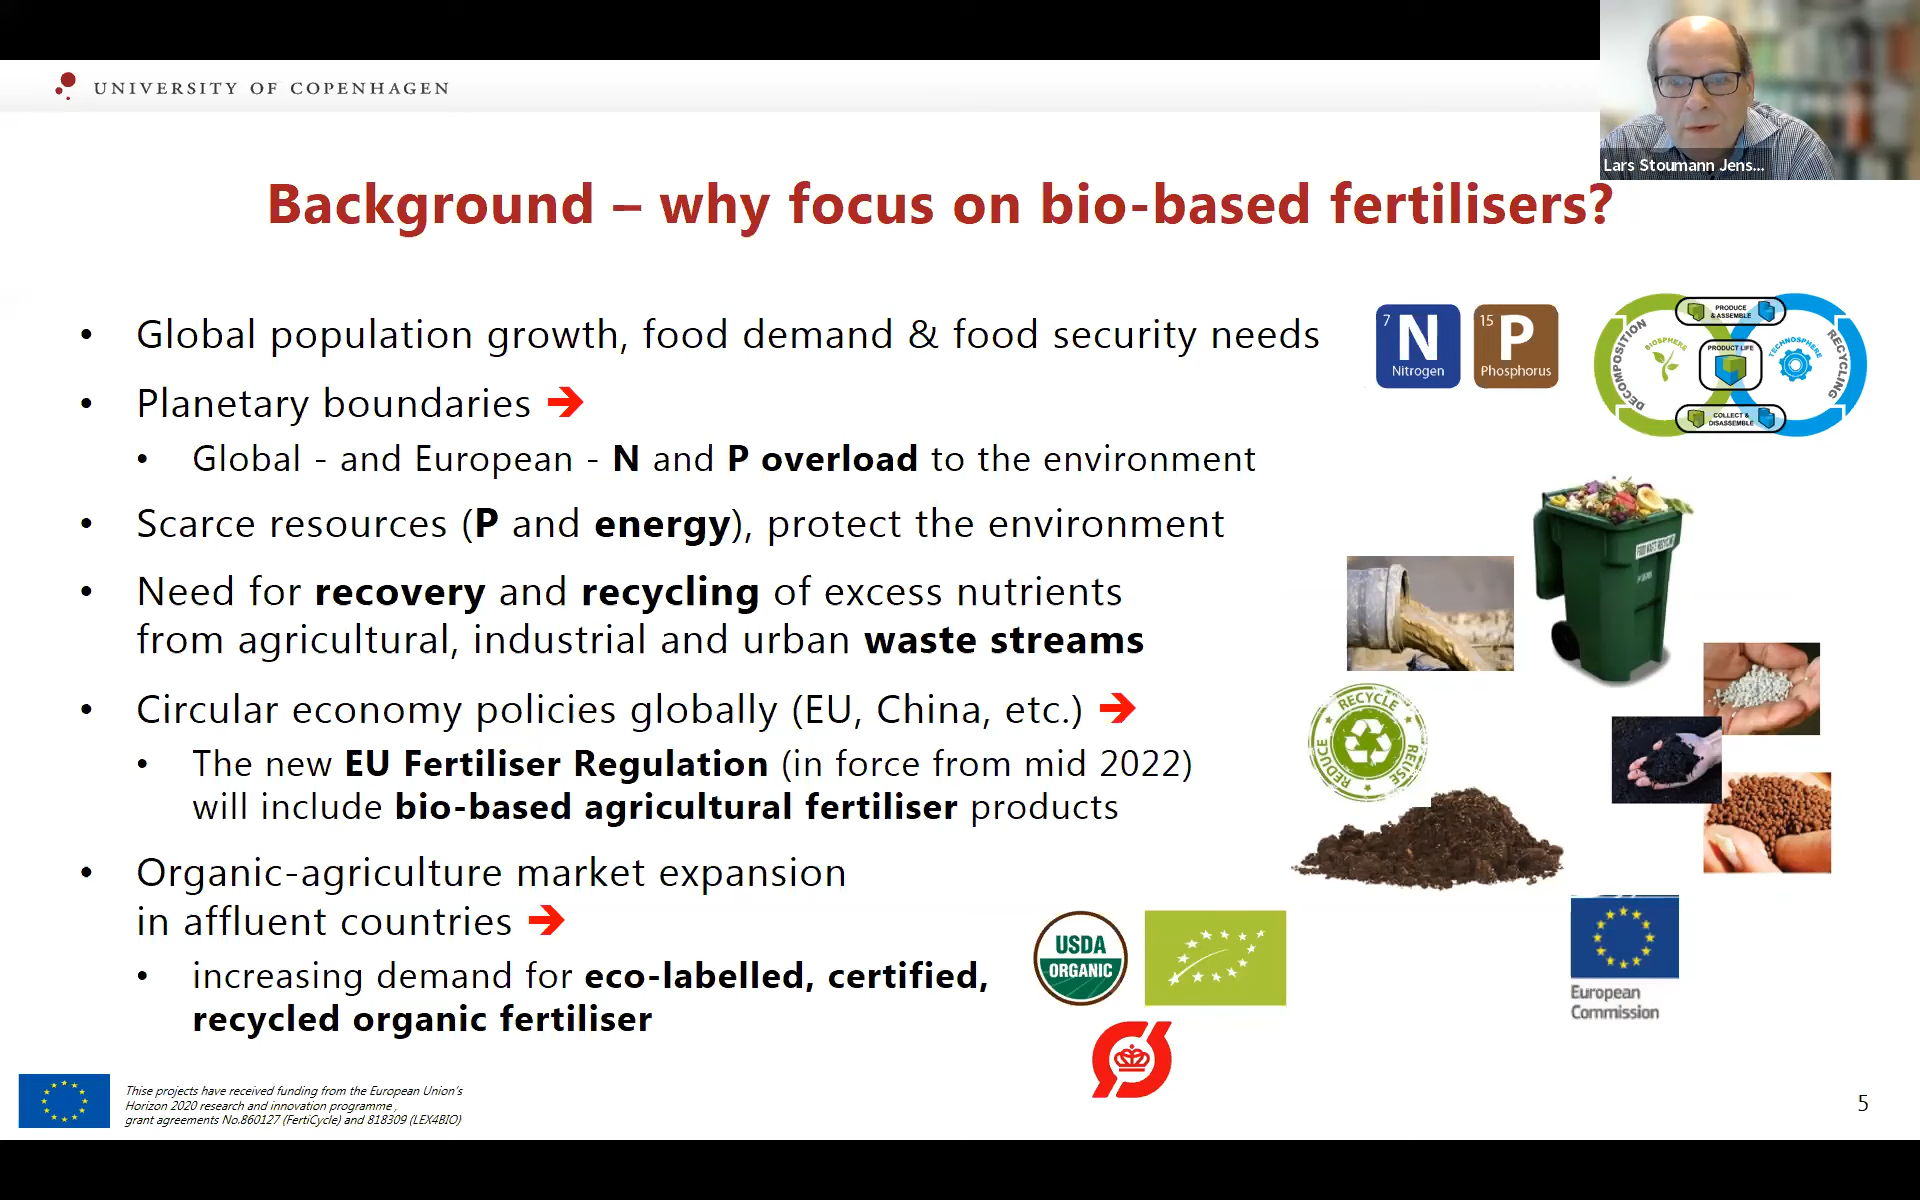 UNIVERSITY OF COPENHAGEN
Lars Stoumann Jens...
Background – why focus on bio-based fertilisers?
• Global population growth, food demand & food security needs
• Planetary boundaries ➔
• Global - and European - N and P overload to the environment
• Scarce resources (P and energy), protect the environment
• Need for recovery and recycling of excess nutrients
from agricultural, industrial and urban waste streams
• Circular economy policies globally (EU, China, etc.) ➔
• The new EU Fertiliser Regulation (in force from mid 2022)
will include bio-based agricultural fertiliser products
• Organic-agriculture market expansion
in affluent countries ➔
• increasing demand for eco-labelled, certified,
recycled organic fertiliser
7
N
Nitrogen
15
P
Phosphorus
PRODUCE
& ASSEMBLE
DECOMPOSITION
BIOSPHERE
PRODUCT LIFE
TECHNOSPHERE
RECYCLING
COLLECT &
DISASSEMBLE
FOOD WASTE RECYCLING
RECYCLE
REUSE
REDUCE
USDA
ORGANIC
European
Commission
Thise projects have received funding from the European Union's
Horizon 2020 research and innovation programme ,
grant agreements No.860127 (FertiCycle) and 818309 (LEX4BIO)
5